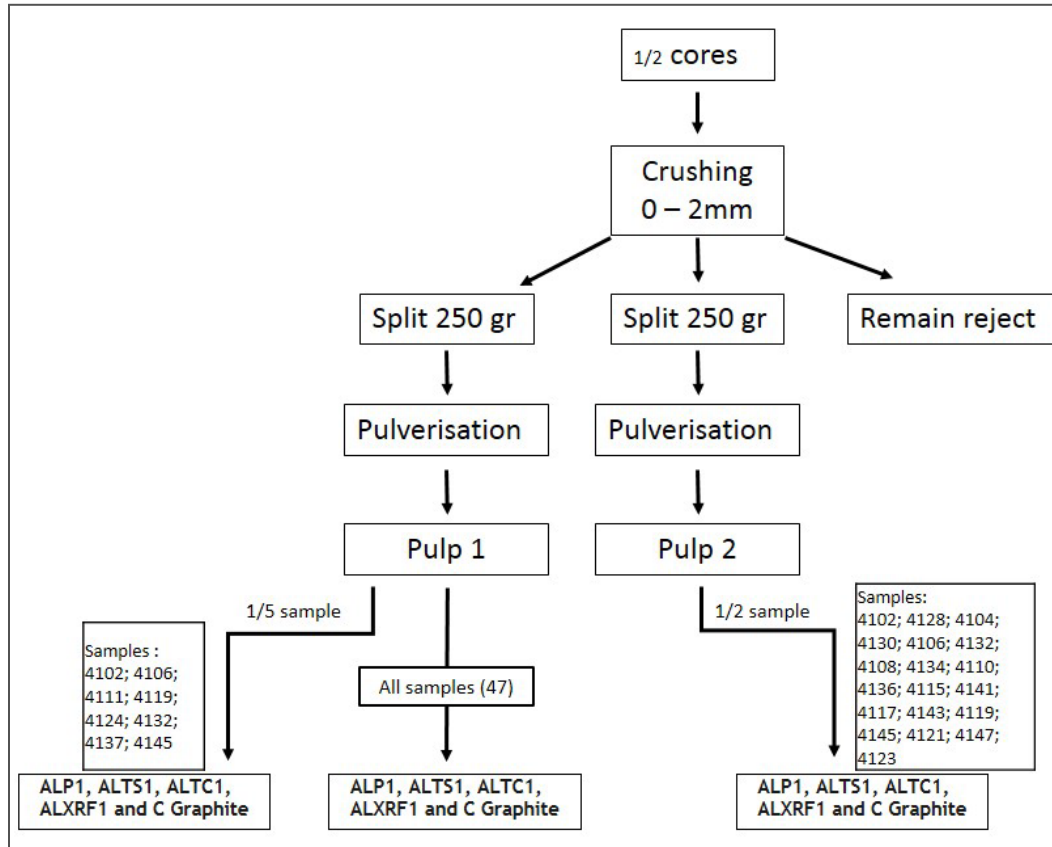 1/2 cores
Crushing
0 – 2mm
Split 250 gr
Split 250 gr
Remain reject
Pulverisation
Pulverisation
Pulp 1
Pulp 2
1/5 sample
1/2 sample
Samples :
4102; 4106;
4111; 4119;
4124; 4132;
4137; 4145
All samples (47)
Samples:
4102; 4128; 4104;
4130; 4106; 4132;
4108; 4134; 4110;
4136; 4115; 4141;
4117; 4143; 4119;
4145; 4121; 4147;
4123
ALP1, ALTS1, ALTC1,
ALXRF1 and C Graphite
ALP1, ALTS1, ALTC1,
ALXRF1 and C Graphite
ALP1, ALTS1, ALTC1,
ALXRF1 and C Graphite